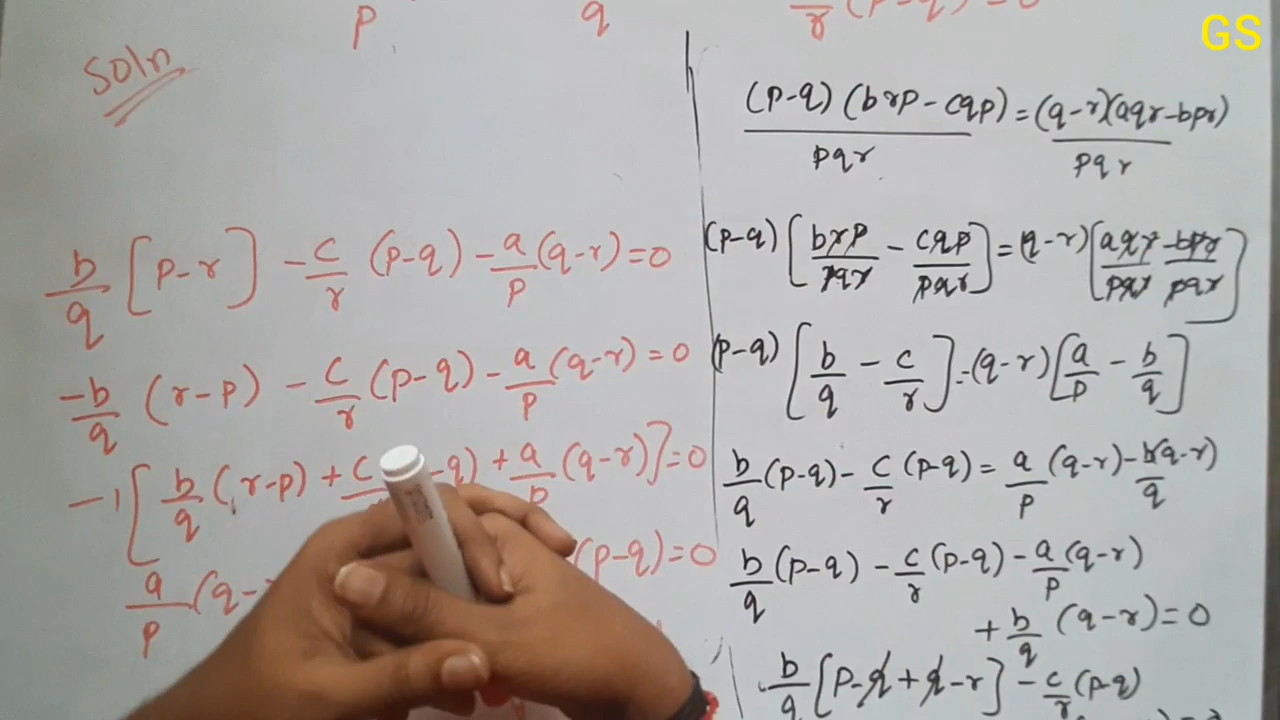 p q r (p-q)=0
GS
Soln
b/q [p-r] - c/r (p-q) - a/p (q-r) = 0
-b/q (r-p) - c/r (p-q) - a/p (q-r) = 0
-1 [b/q (r-p) + c -q) + a/p (q-r)] = 0
a/p (q- (p-q) = 0
(p-q) (brp - cqp) / pqr = (q-r)(aqr - bpr) / pqr
(p-q) [brp/pqr - cqp/pqr] = (q-r) [aqr/pqr - bpr/pqr]
(p-q) [b/q - c/r] = (q-r) [a/p - b/q]
b/q (p-q) - c/r (p-q) = a/p (q-r) - b(q-r)/q
b/q (p-q) - c/r (p-q) - a/p (q-r)
+ b/q (q-r) = 0
b/q [p-q+q-r] - c/r (p-q)